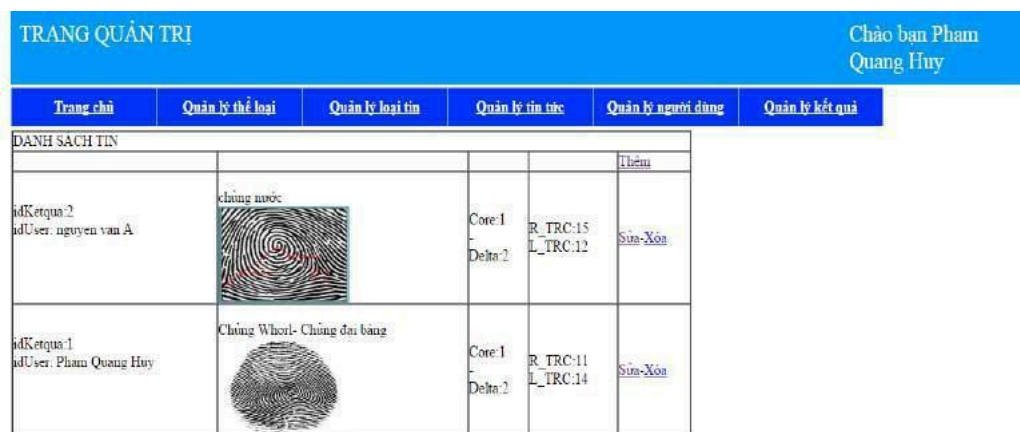 TRANG QUẢN TRỊ
Chào bạn Pham
Quang Huy
Trang chủ Quản lý thể loại Quản lý loại tin Quản lý tin tức Quản lý người dùng Quản lý kết quả
DANH SÁCH TIN
Thêm
idKetqua:2
idUser: nguyen van A
chủng nước
Core:1
-
Delta:2
R_TRC:15
L_TRC:12
Sửa-Xóa
idKetqua:1
idUser: Pham Quang Huy
Chủng Whorl- Chủng đại bàng
Core:1
-
Delta:2
R_TRC:11
L_TRC:14
Sửa-Xóa